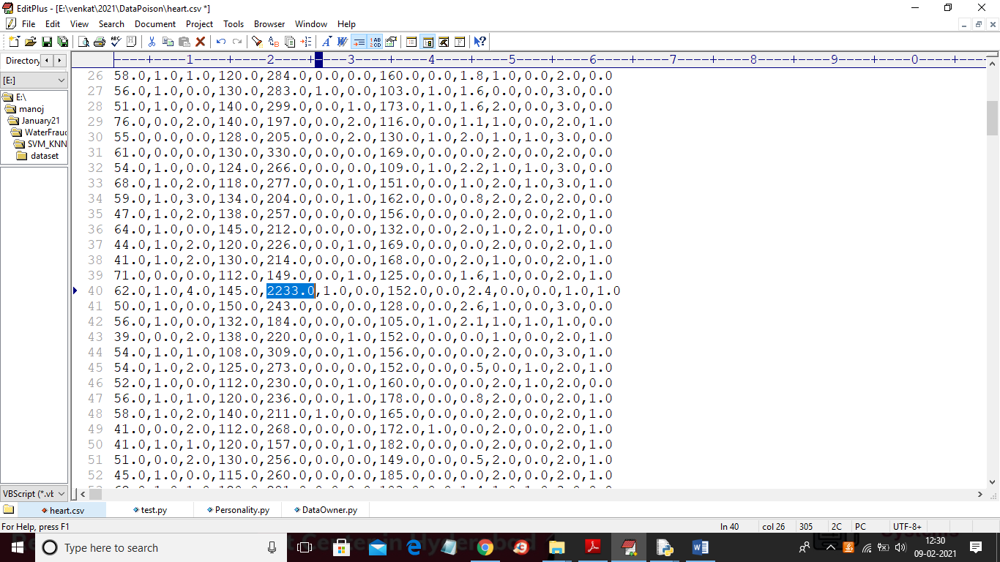 EditPlus - [E:\venkat\2021\DataPoison\heart.csv *]
File Edit View Search Document Project Tools Browser Window Help
Directory
----+----1----+----2----+----3----+----4----+----5----+----6----+----7----+----8----+----9----+----0----+--
[E:]
E:\
manoj
January21
WaterFraud
SVM_KNN
dataset
26 58.0,1.0,1.0,120.0,284.0,0.0,0.0,160.0,0.0,1.8,1.0,0.0,2.0,0.0
27 56.0,1.0,0.0,130.0,283.0,1.0,0.0,103.0,1.0,1.6,0.0,0.0,3.0,0.0
28 51.0,1.0,0.0,140.0,299.0,0.0,1.0,173.0,1.0,1.6,2.0,0.0,3.0,0.0
29 76.0,0.0,2.0,140.0,197.0,0.0,2.0,116.0,0.0,1.1,1.0,0.0,2.0,1.0
30 55.0,0.0,0.0,128.0,205.0,0.0,2.0,130.0,1.0,2.0,1.0,1.0,3.0,0.0
31 61.0,0.0,0.0,130.0,330.0,0.0,0.0,169.0,0.0,0.0,2.0,0.0,2.0,0.0
32 54.0,1.0,0.0,124.0,266.0,0.0,0.0,109.0,1.0,2.2,1.0,1.0,3.0,0.0
33 68.0,1.0,2.0,118.0,277.0,0.0,1.0,151.0,0.0,1.0,2.0,1.0,3.0,1.0
34 59.0,1.0,3.0,134.0,204.0,0.0,1.0,162.0,0.0,0.8,2.0,2.0,2.0,0.0
35 47.0,1.0,2.0,138.0,257.0,0.0,0.0,156.0,0.0,0.0,2.0,0.0,2.0,1.0
36 64.0,1.0,0.0,145.0,212.0,0.0,0.0,132.0,0.0,2.0,1.0,2.0,1.0,0.0
37 44.0,1.0,2.0,120.0,226.0,0.0,1.0,169.0,0.0,0.0,2.0,0.0,2.0,1.0
38 41.0,1.0,2.0,130.0,214.0,0.0,0.0,168.0,0.0,2.0,1.0,0.0,2.0,1.0
39 71.0,0.0,0.0,112.0,149.0,0.0,1.0,125.0,0.0,1.6,1.0,0.0,2.0,1.0
40 62.0,1.0,4.0,145.0,2233.0,1.0,0.0,152.0,0.0,2.4,0.0,0.0,1.0,1.0
41 50.0,0.0,0.0,150.0,243.0,0.0,0.0,128.0,0.0,2.6,1.0,0.0,3.0,0.0
42 56.0,1.0,0.0,132.0,184.0,0.0,0.0,105.0,1.0,2.1,1.0,1.0,1.0,0.0
43 39.0,0.0,2.0,138.0,220.0,0.0,1.0,152.0,0.0,0.0,1.0,0.0,2.0,1.0
44 54.0,1.0,1.0,108.0,309.0,0.0,1.0,156.0,0.0,0.0,2.0,0.0,3.0,1.0
45 54.0,1.0,2.0,125.0,273.0,0.0,0.0,152.0,0.0,0.5,0.0,1.0,2.0,1.0
46 52.0,1.0,0.0,112.0,230.0,0.0,1.0,160.0,0.0,0.0,2.0,1.0,2.0,0.0
47 56.0,1.0,1.0,120.0,236.0,0.0,1.0,178.0,0.0,0.8,2.0,0.0,2.0,1.0
48 58.0,1.0,2.0,140.0,211.0,1.0,0.0,165.0,0.0,0.0,2.0,0.0,2.0,1.0
49 41.0,0.0,2.0,112.0,268.0,0.0,0.0,172.0,1.0,0.0,2.0,0.0,2.0,1.0
50 41.0,1.0,1.0,120.0,157.0,0.0,1.0,182.0,0.0,0.0,2.0,0.0,2.0,1.0
51 51.0,0.0,2.0,130.0,256.0,0.0,0.0,149.0,0.0,0.5,2.0,0.0,2.0,1.0
52 45.0,1.0,0.0,115.0,260.0,0.0,0.0,185.0,0.0,0.0,2.0,0.0,2.0,1.0
VBScript (*.vb
heart.csv test.py Personality.py DataOwner.py
For Help, press F1 ln 40 col 26 305 2C PC UTF-8+
Type here to search
12:30
09-02-2021